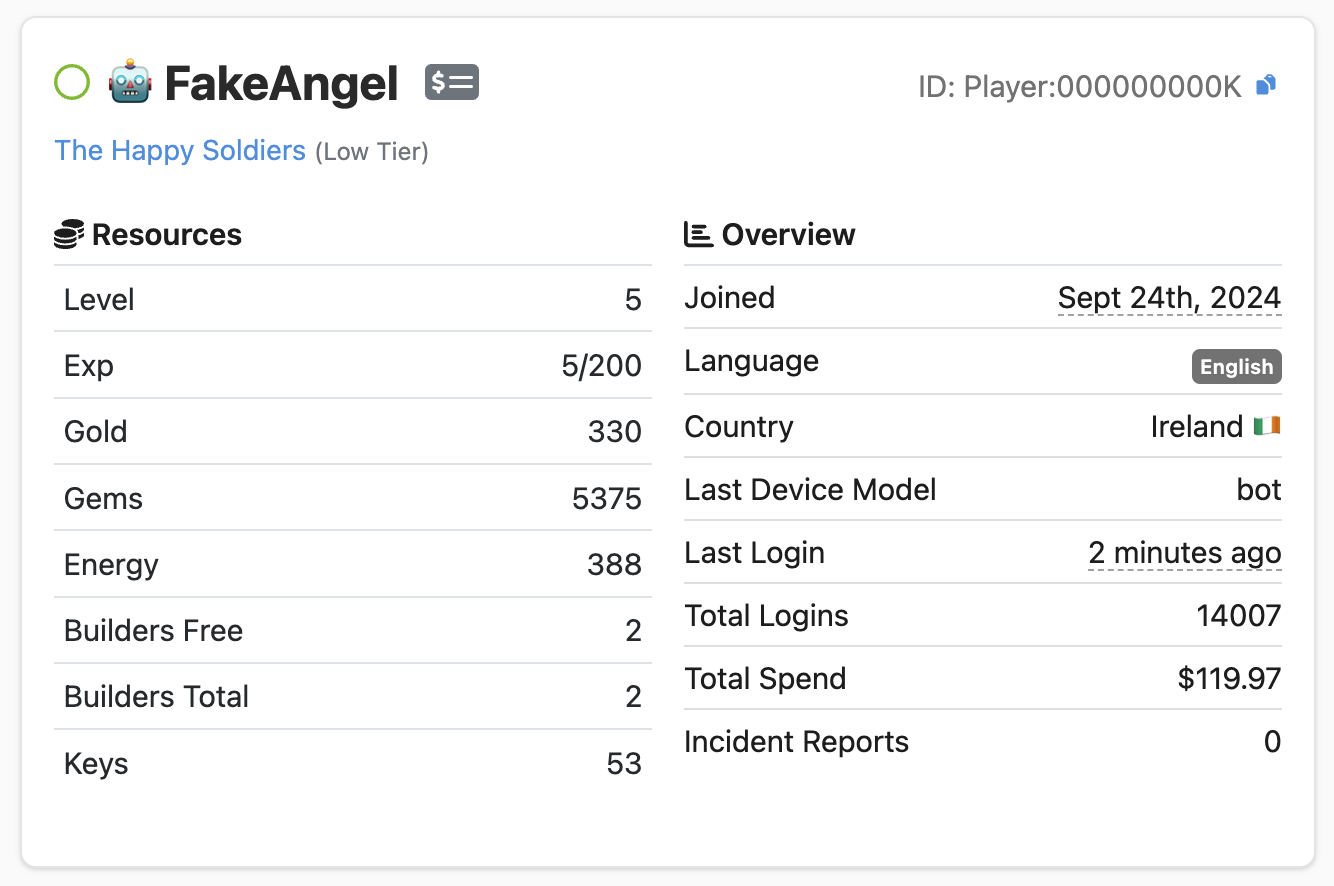 FakeAngel $
ID: Player:000000000K
The Happy Soldiers (Low Tier)
Resources
Level 5
Exp 5/200
Gold 330
Gems 5375
Energy 388
Builders Free 2
Builders Total 2
Keys 53
Overview
Joined Sept 24th, 2024
Language English
Country Ireland
Last Device Model bot
Last Login 2 minutes ago
Total Logins 14007
Total Spend $119.97
Incident Reports 0